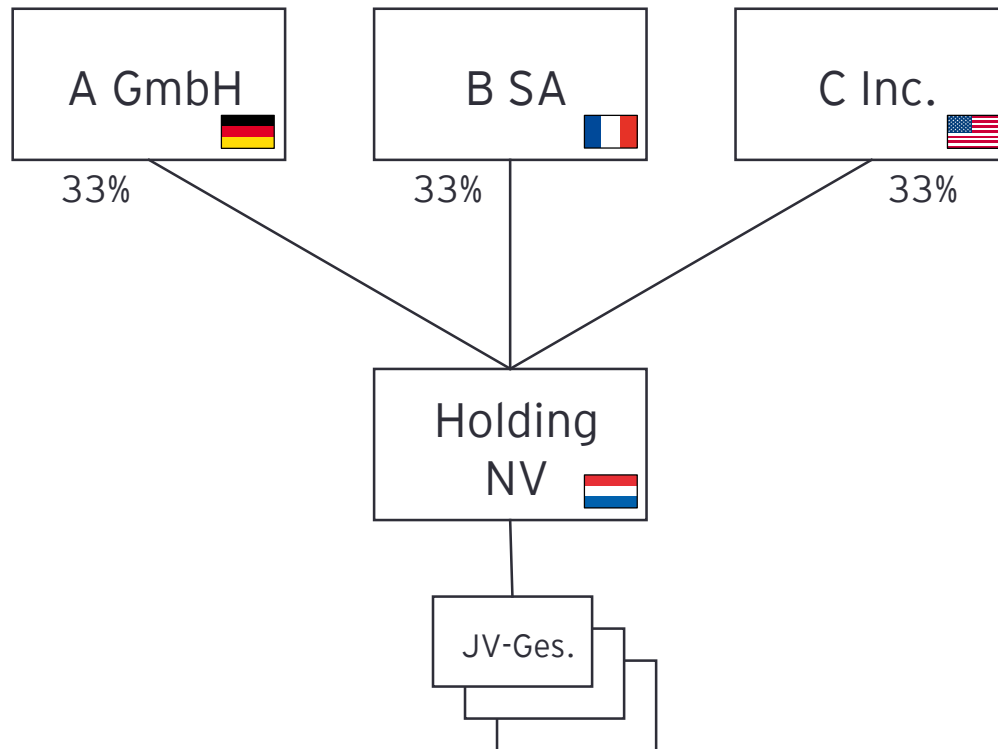 A GmbH
B SA
C Inc.
33%
33%
33%
Holding
NV
JV-Ges.